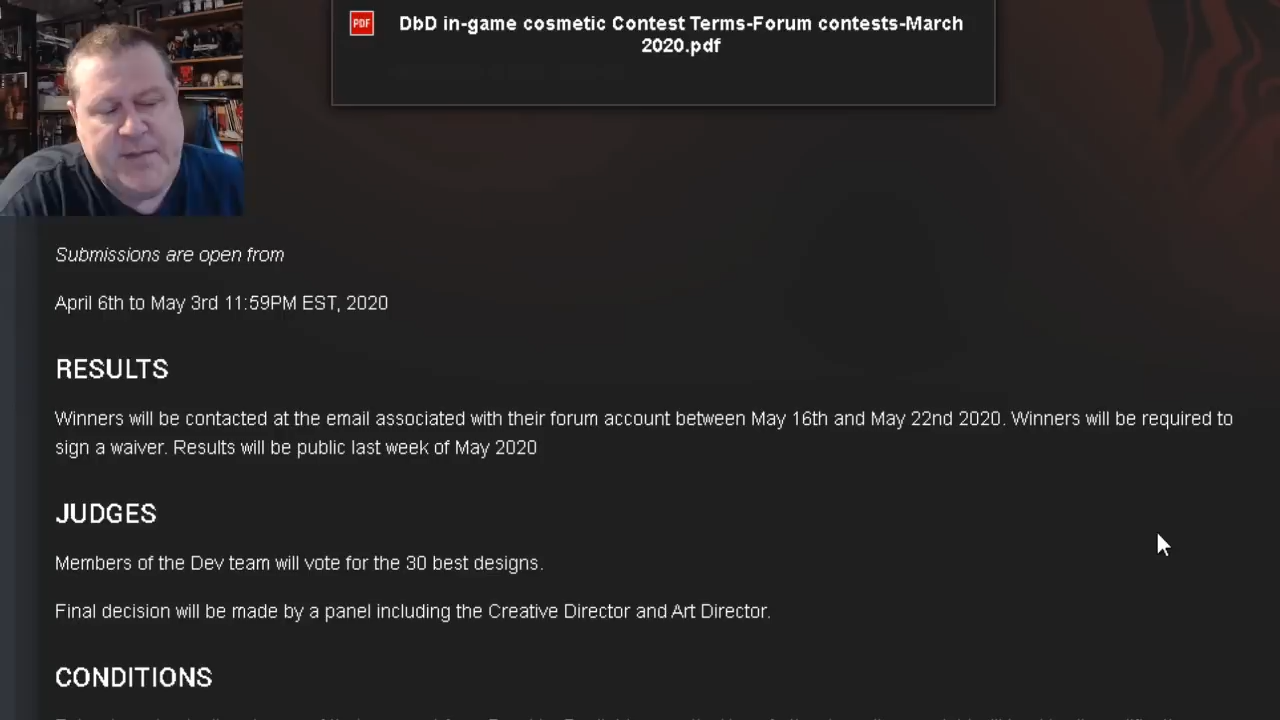 PDF
DbD in-game cosmetic Contest Terms-Forum contests-March
2020.pdf
Submissions are open from
April 6th to May 3rd 11:59PM EST, 2020
RESULTS
Winners will be contacted at the email associated with their forum account between May 16th and May 22nd 2020. Winners will be required to
sign a waiver. Results will be public last week of May 2020
JUDGES
Members of the Dev team will vote for the 30 best designs.
Final decision will be made by a panel including the Creative Director and Art Director.
CONDITIONS